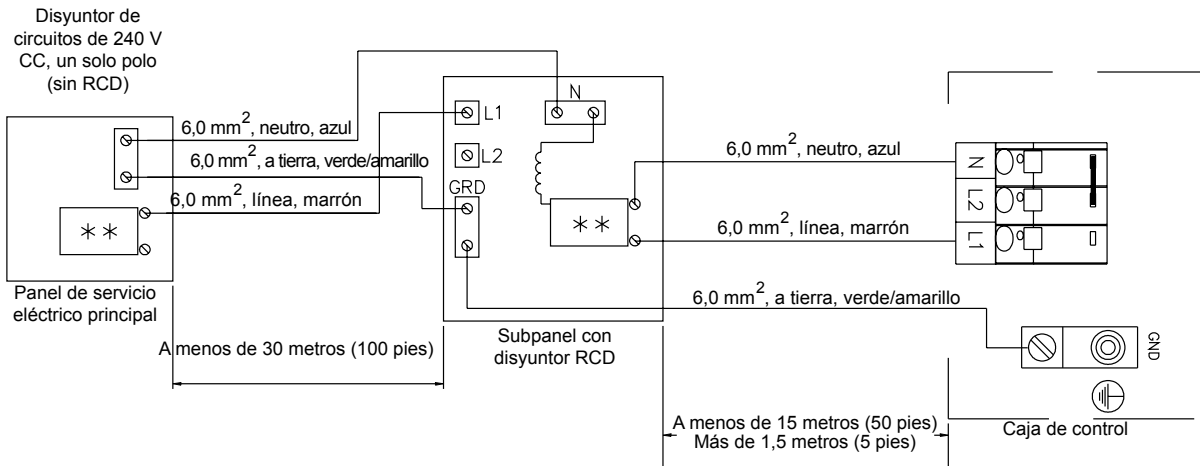 Disyuntor de
circuitos de 240 V
CC, un solo polo
(sin RCD)
6,0 mm², neutro, azul
6,0 mm², a tierra, verde/amarillo
6,0 mm², línea, marrón
**
Panel de servicio
eléctrico principal
A menos de 30 metros (100 pies)
N
L1
L2
GRD
**
Subpanel con
disyuntor RCD
6,0 mm², neutro, azul
6,0 mm², línea, marrón
6,0 mm², a tierra, verde/amarillo
A menos de 15 metros (50 pies)
Más de 1,5 metros (5 pies)
N
L2
L1
GND
Caja de control